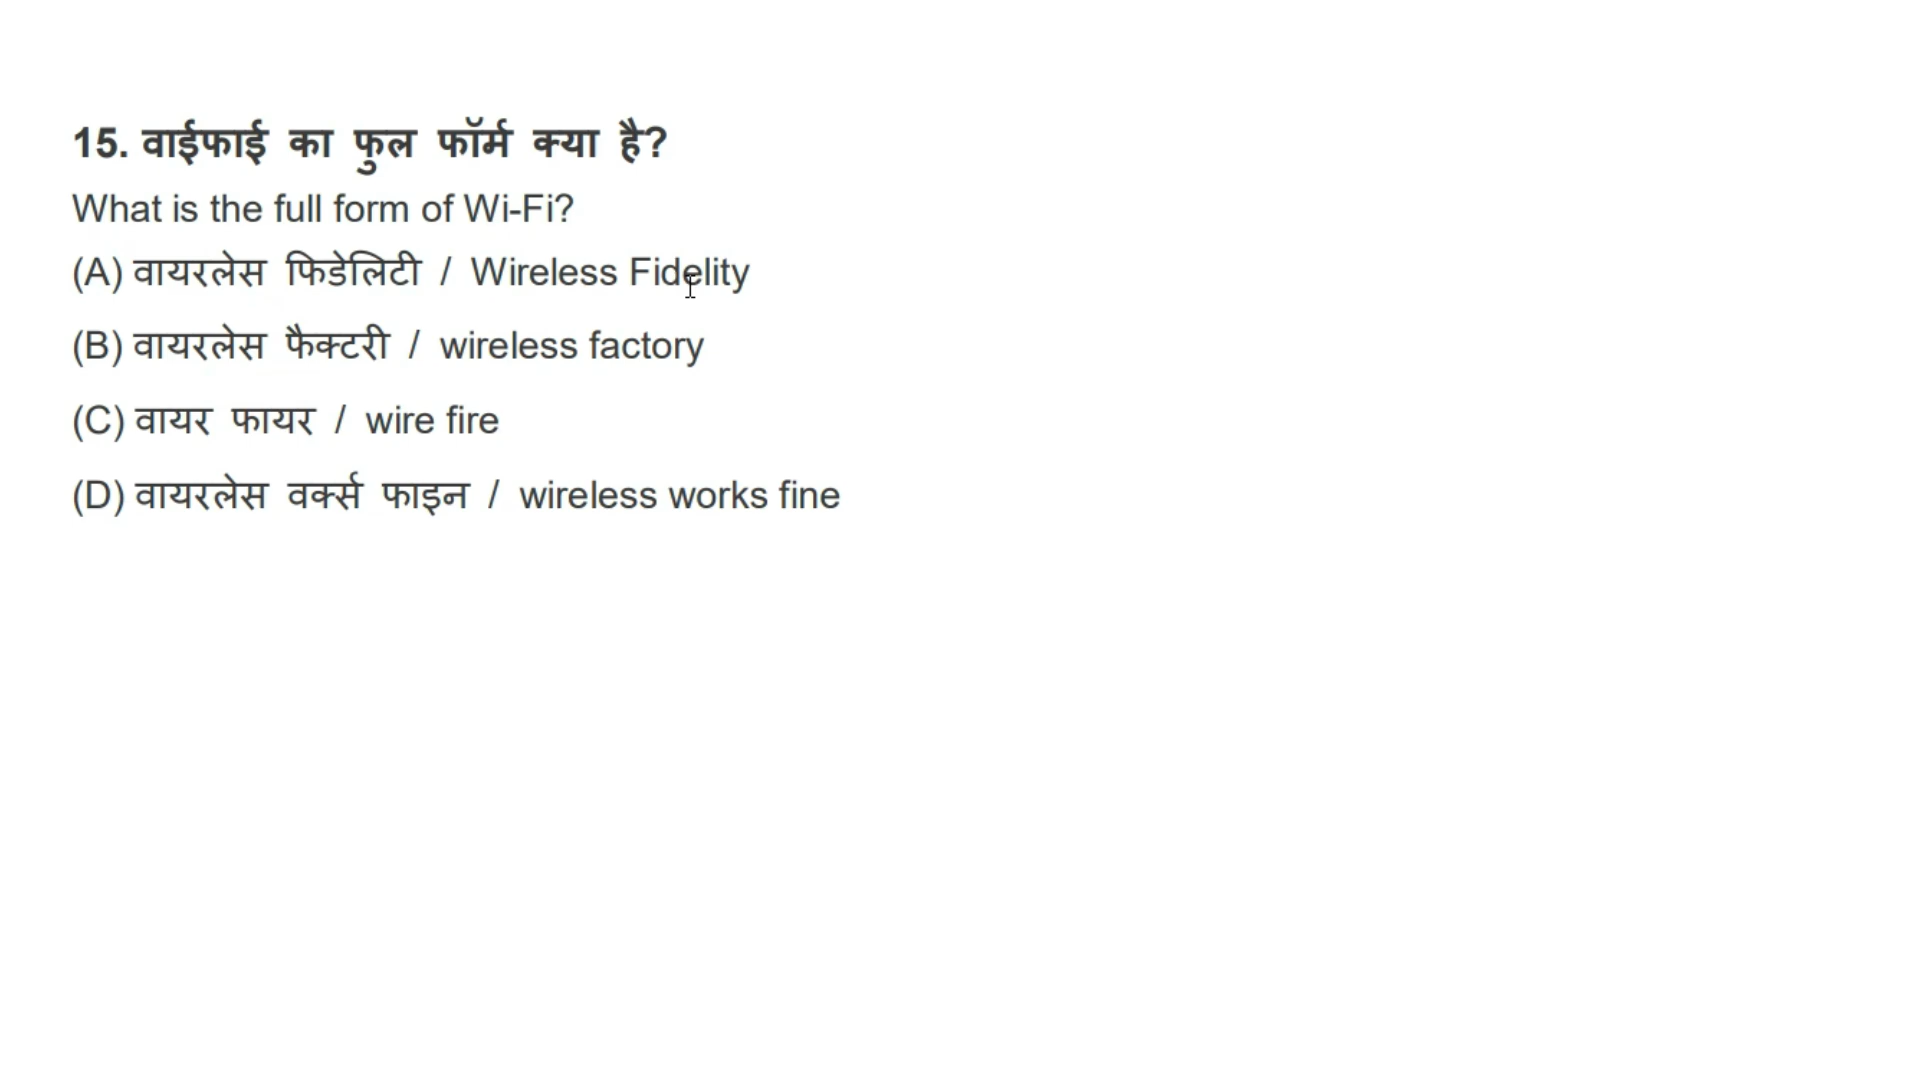 15. वाईफाई का फुल फॉर्म क्या है?
What is the full form of Wi-Fi?
(A) वायरलेस फिडेलिटी / Wireless Fidelity
(B) वायरलेस फैक्टरी / wireless factory
(C) वायर फायर / wire fire
(D) वायरलेस वर्क्स फाइन / wireless works fine